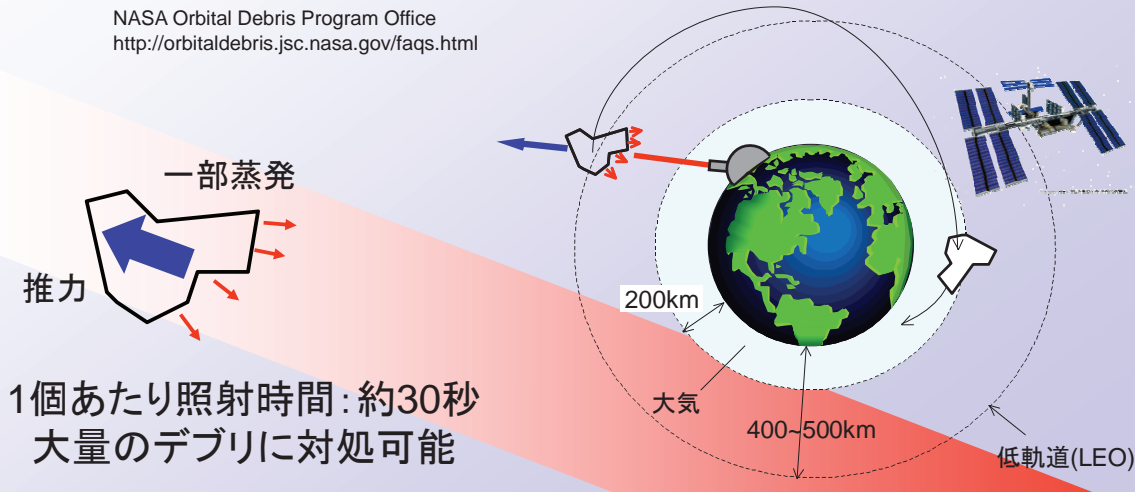 NASA Orbital Debris Program Office
http://orbitaldebris.jsc.nasa.gov/faqs.html
一部蒸発
推力
1個あたり照射時間：約30秒
大量のデブリに対処可能
200km
大気
400~500km
低軌道(LEO)